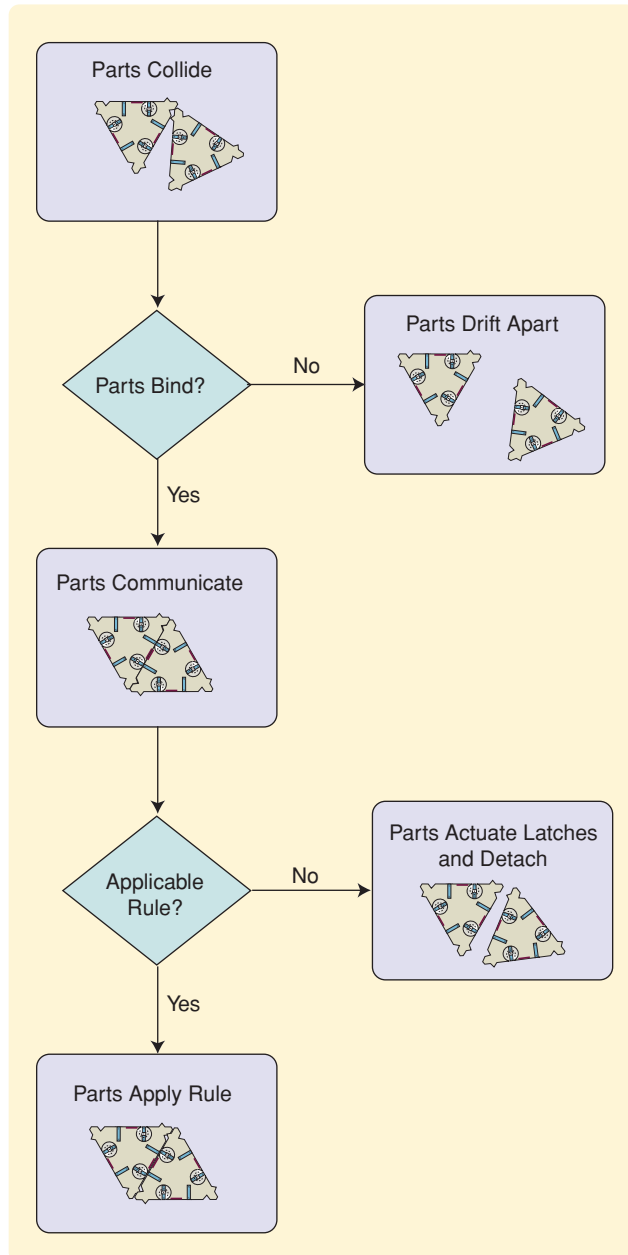 Parts Collide
Parts Bind?
No
Parts Drift Apart
Yes
Parts Communicate
Applicable
Rule?
No
Parts Actuate Latches
and Detach
Yes
Parts Apply Rule